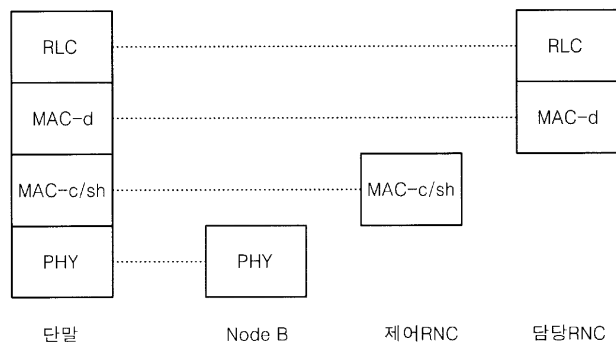 RLC
RLC
MAC-d
MAC-d
MAC-c/sh
MAC-c/sh
PHY
PHY
단말
Node B
제어RNC
담당RNC